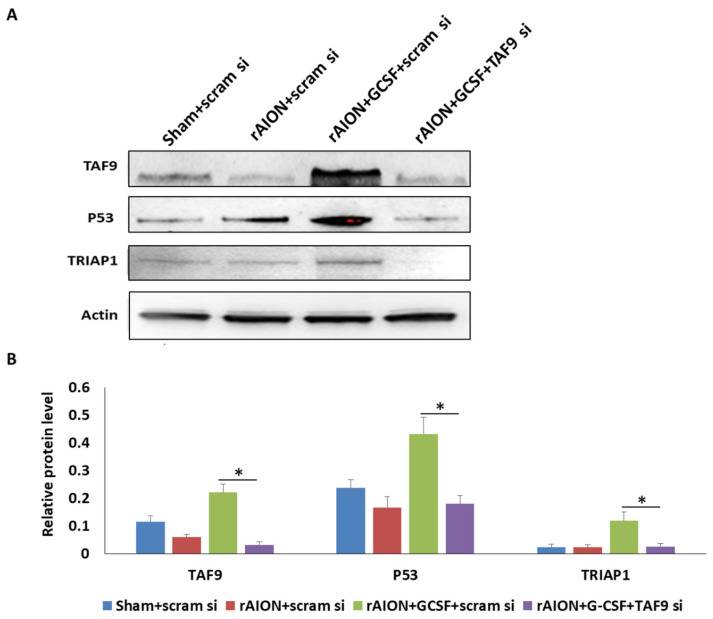 A
Sham+scram si
rAION+scram si
rAION+GCSF+scram si
rAION+GCSF+TAF9 si
TAF9
P53
TRIAP1
Actin
B
Relative protein level
0.6
0.5
0.4
0.3
0.2
0.1
0
*
*
*
TAF9 P53 TRIAP1
Sham+scram si rAION+scram si rAION+GCSF+scram si rAION+G-CSF+TAF9 si